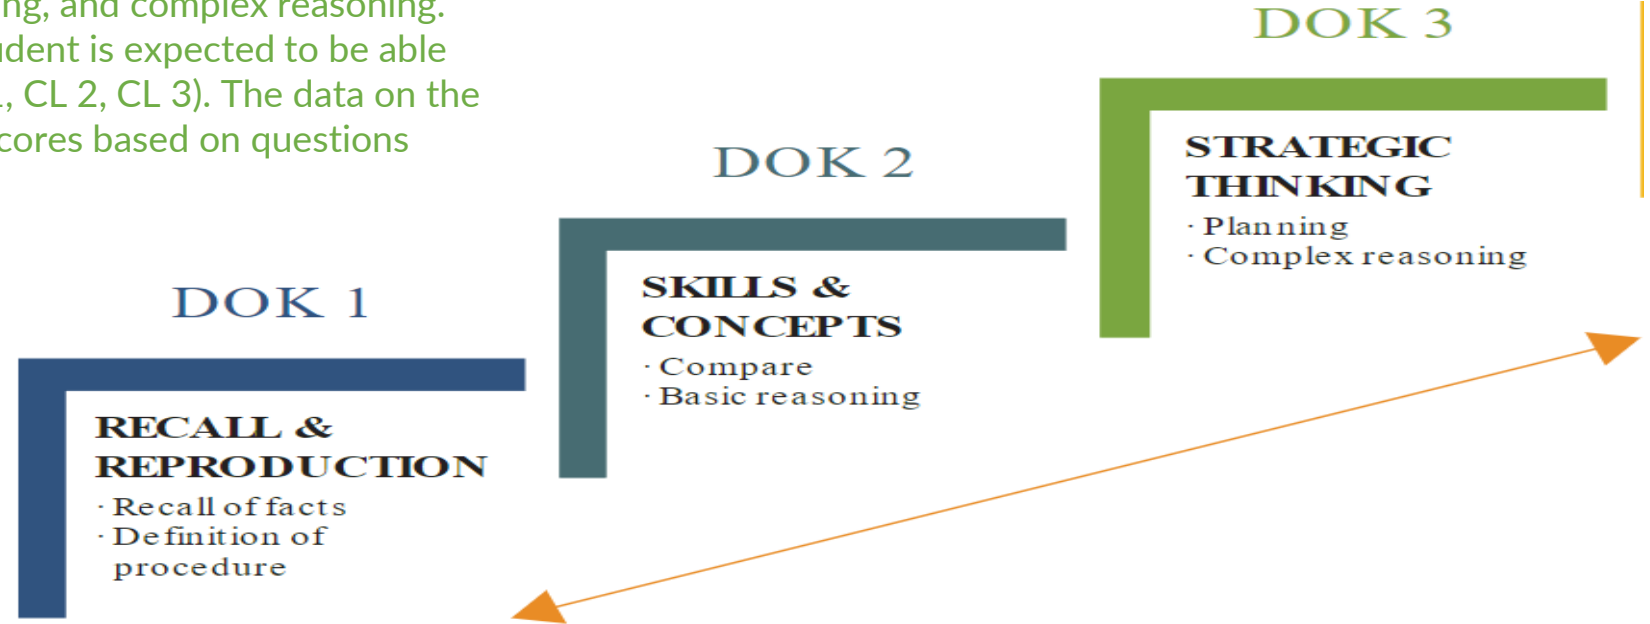 ng, and complex reasoning.
udent is expected to be able
, CL 2, CL 3). The data on the
cores based on questions
DOK 1
RECALL &
REPRODUCTION
· Recall of facts
· Definition of
procedure
DOK 2
SKILLS &
CONCEPTS
· Compare
· Basic reasoning
DOK 3
STRATEGIC
THINKING
· Planning
· Complex reasoning